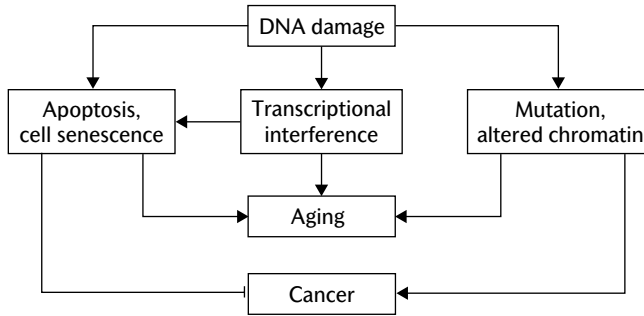 DNA damage
Apoptosis,
cell senescence
Transcriptional
interference
Mutation,
altered chromatin
Aging
Cancer